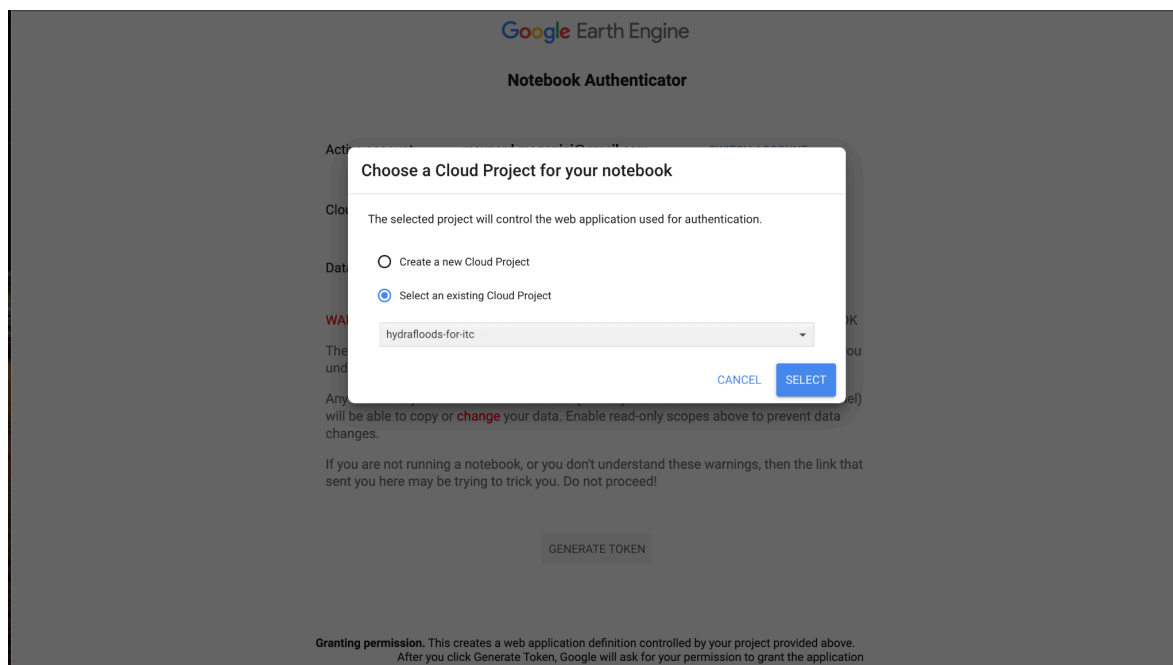 Google Earth Engine
Notebook Authenticator
Choose a Cloud Project for your notebook
The selected project will control the web application used for authentication.
Create a new Cloud Project
Select an existing Cloud Project
hydrafloods-for-itc
CANCEL SELECT
will be able to copy or change your data. Enable read-only scopes above to prevent data
changes.
If you are not running a notebook, or you don't understand these warnings, then the link that
sent you here may be trying to trick you. Do not proceed!
GENERATE TOKEN
Granting permission. This creates a web application definition controlled by your project provided above.
After you click Generate Token, Google will ask for your permission to grant the application